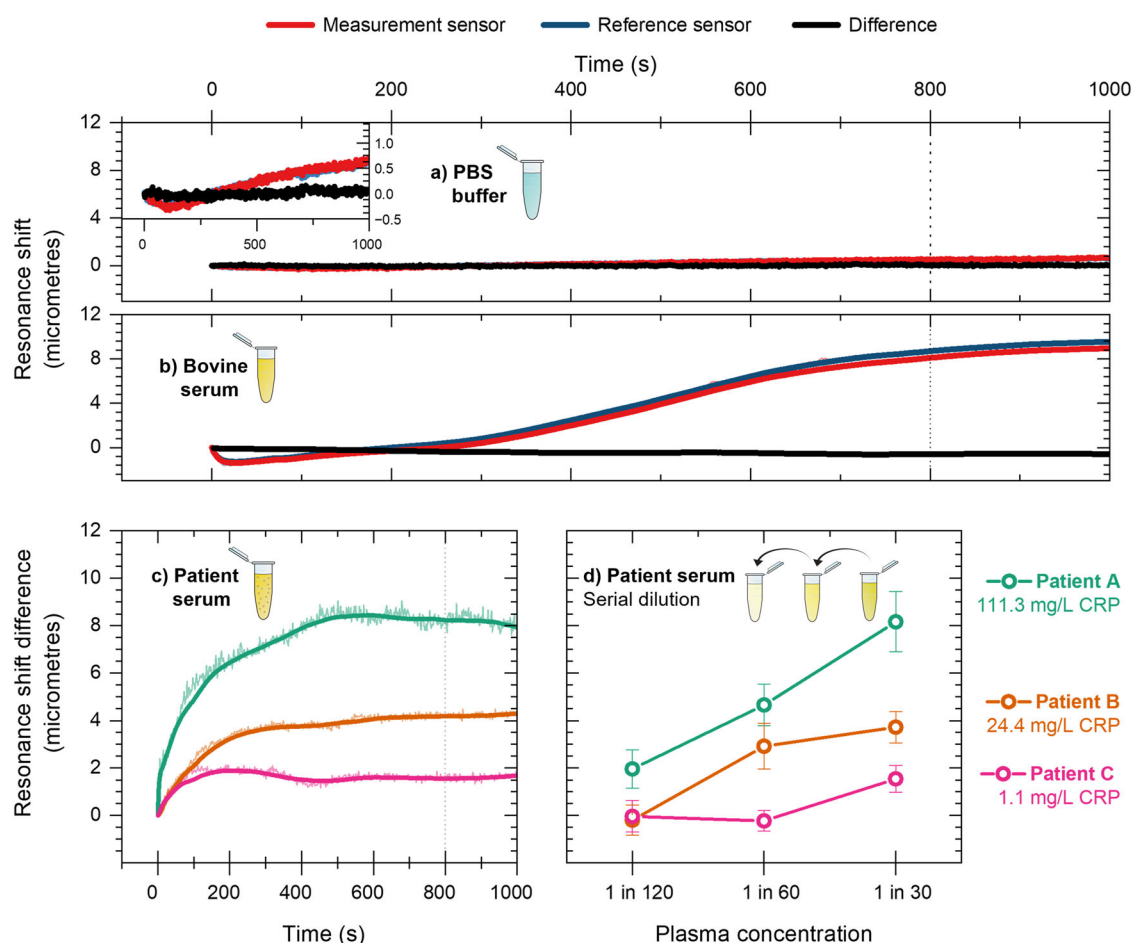 Measurement sensor Reference sensor Difference
Time (s)
0 200 400 600 800 1000
Resonance shift
(micrometres)
12
8
4
0
1.0
0.5
0.0
−0.5
0 500 1000
a) PBS
buffer
12
8
4
0
b) Bovine
serum
Resonance shift difference
(micrometres)
12
10
8
6
4
2
0
c) Patient
serum
0 200 400 600 800 1000
Time (s)
d) Patient serum
Serial dilution
1 in 120 1 in 60 1 in 30
Plasma concentration
Patient A
111.3 mg/L CRP
Patient B
24.4 mg/L CRP
Patient C
1.1 mg/L CRP